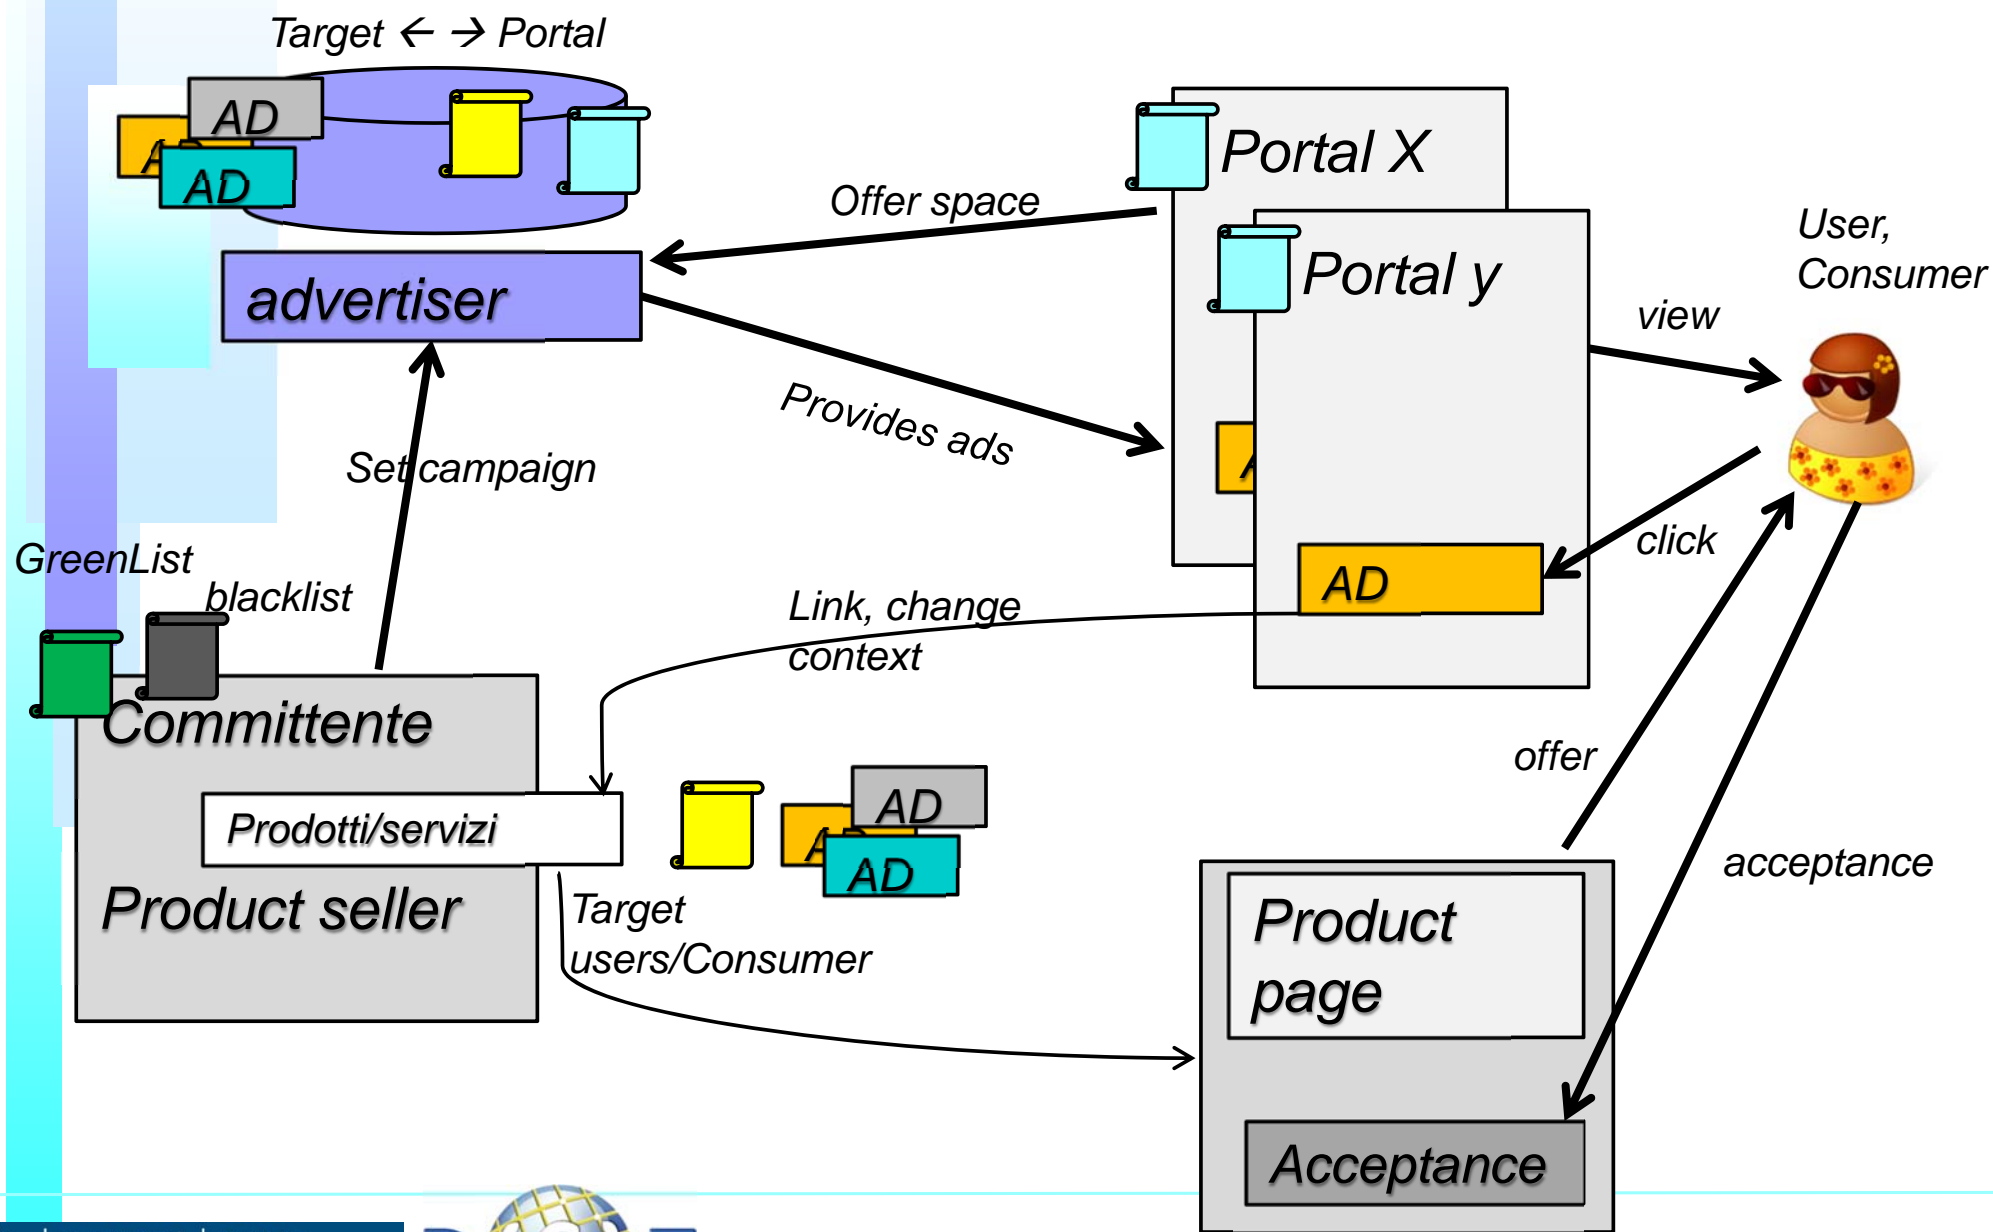 Target ← → Portal
AD
AD
advertiser
Offer space
Portal X
Portal y
User,
Consumer
view
Provides ads
Set campaign
click
AD
GreenList
blacklist
Link, change
context
Committente
Prodotti/servizi
Product seller
AD
AD
Target
users/Consumer
offer
acceptance
Product
page
Acceptance